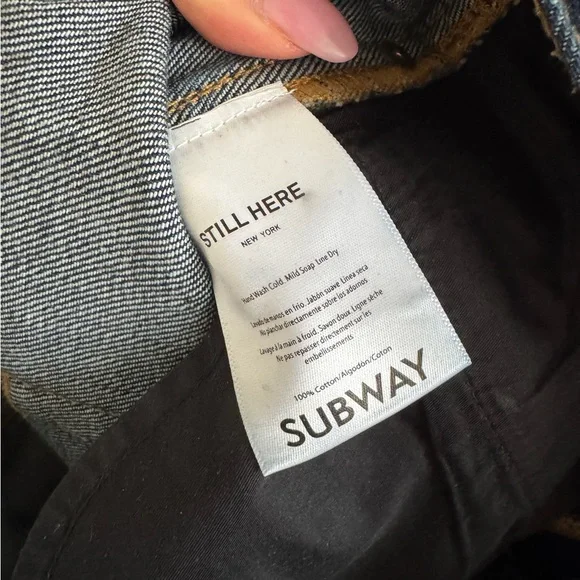 STILL HERE
NEW YORK
Hand Wash Cold. Mild Soap Line Dry
Lavado de manos en frio. Jabón suave. Linea seca
No planchar directamente sobre los adornos
Lavage à la main à froid. Savon doux. Ligne sèche
Ne pas repasser directement sur les
embellissements
100% Cotton/Algodón/Coton
SUBWAY